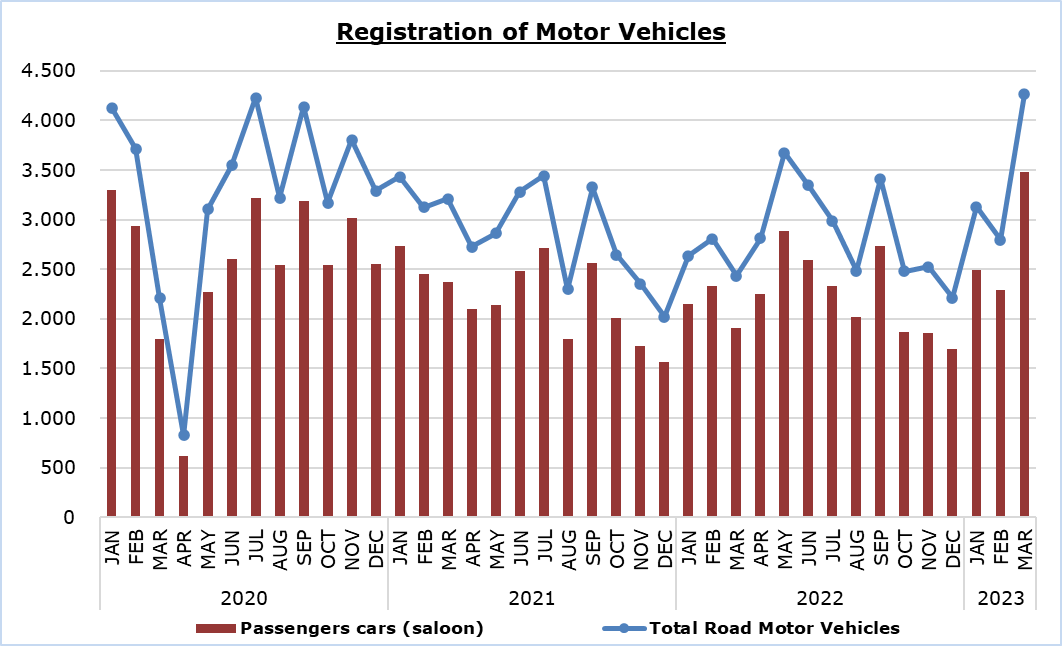 Registration of Motor Vehicles
4.500
4.000
3.500
3.000
2.500
2.000
1.500
1.000
500
0
JAN FEB MAR APR MAY JUN JUL AUG SEP OCT NOV DEC JAN FEB MAR APR MAY JUN JUL AUG SEP OCT NOV DEC JAN FEB MAR APR MAY JUN JUL AUG SEP OCT NOV DEC JAN FEB MAR
2020 2021 2022 2023
Passengers cars (saloon) Total Road Motor Vehicles